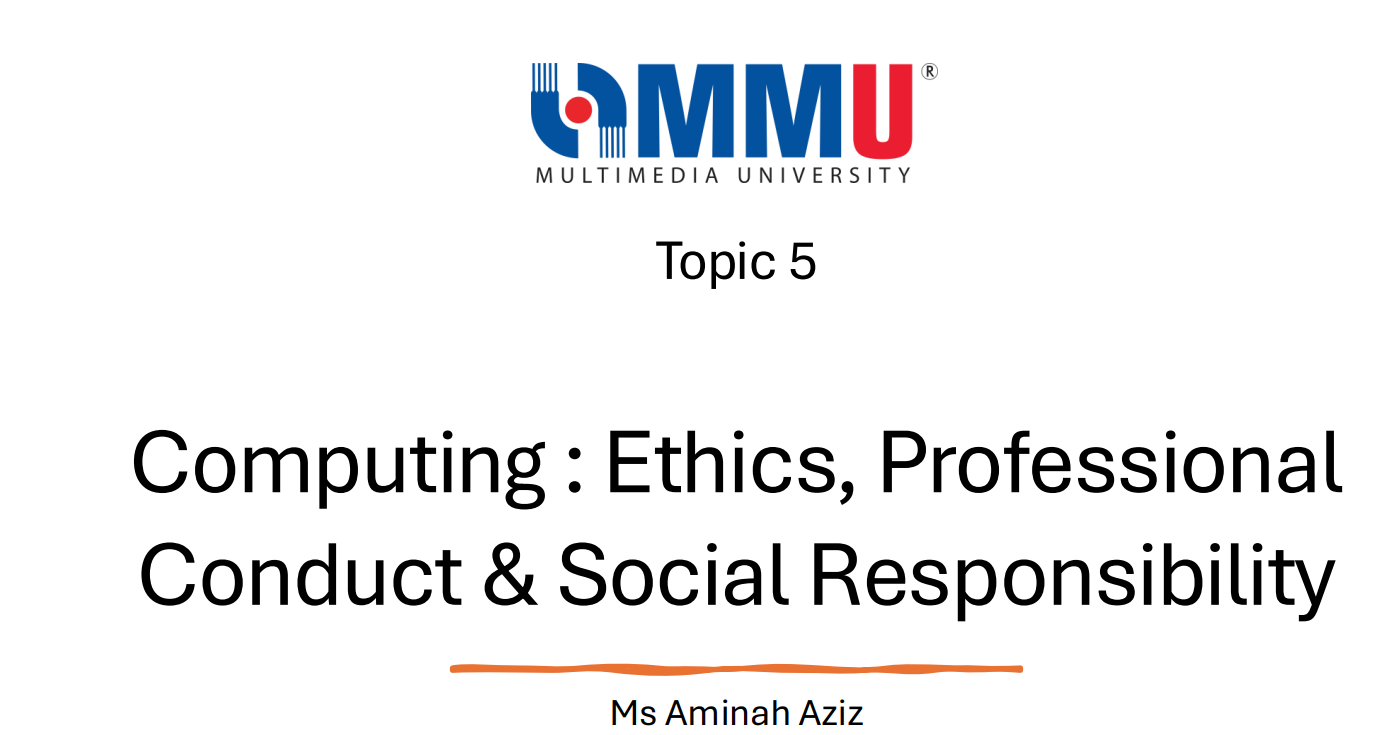 MMU®
MULTIMEDIA UNIVERSITY
Topic 5
Computing : Ethics, Professional
Conduct & Social Responsibility
Ms Aminah Aziz